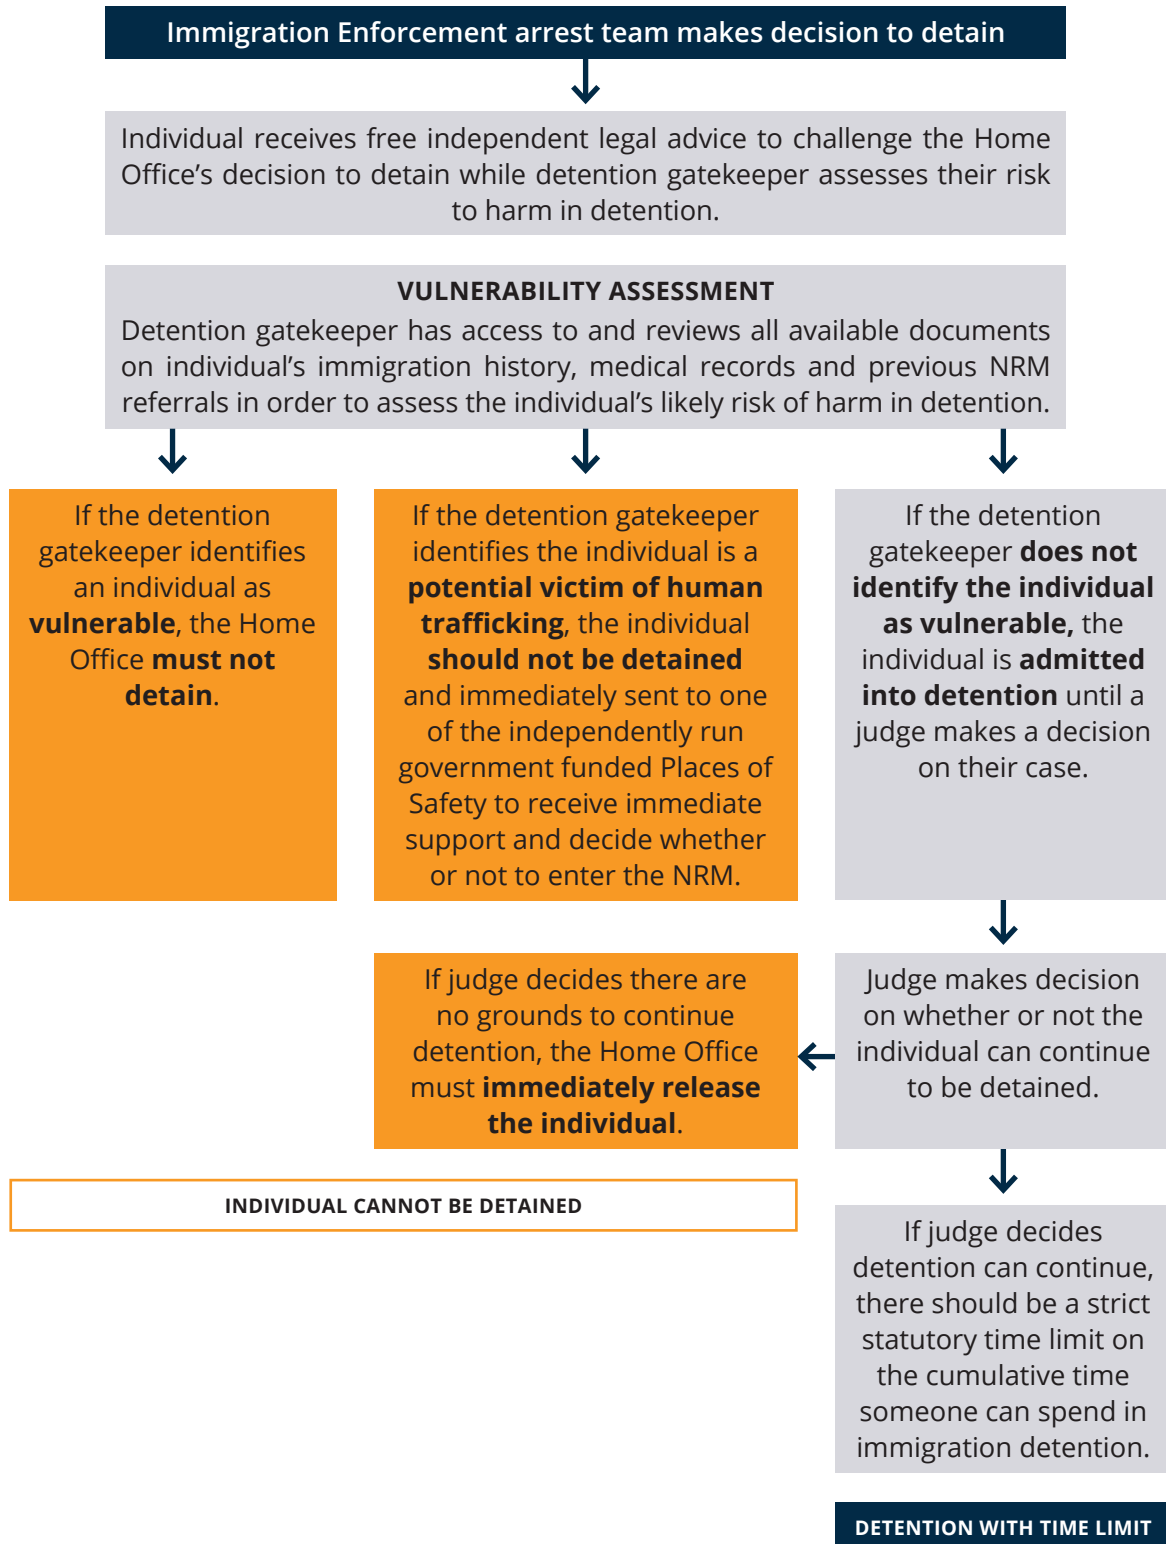 Immigration Enforcement arrest team makes decision to detain
Individual receives free independent legal advice to challenge the Home
Office’s decision to detain while detention gatekeeper assesses their risk
to harm in detention.
VULNERABILITY ASSESSMENT
Detention gatekeeper has access to and reviews all available documents
on individual’s immigration history, medical records and previous NRM
referrals in order to assess the individual’s likely risk of harm in detention.
If the detention
gatekeeper identifies
an individual as
vulnerable, the Home
Office must not
detain.
If the detention gatekeeper
identifies the individual is a
potential victim of human
trafficking, the individual
should not be detained
and immediately sent to one
of the independently run
government funded Places of
Safety to receive immediate
support and decide whether
or not to enter the NRM.
If the detention
gatekeeper does not
identify the individual
as vulnerable, the
individual is admitted
into detention until a
judge makes a decision
on their case.
If judge decides there are
no grounds to continue
detention, the Home Office
must immediately release
the individual.
Judge makes decision
on whether or not the
individual can continue
to be detained.
INDIVIDUAL CANNOT BE DETAINED
If judge decides
detention can continue,
there should be a strict
statutory time limit on
the cumulative time
someone can spend in
immigration detention.
DETENTION WITH TIME LIMIT